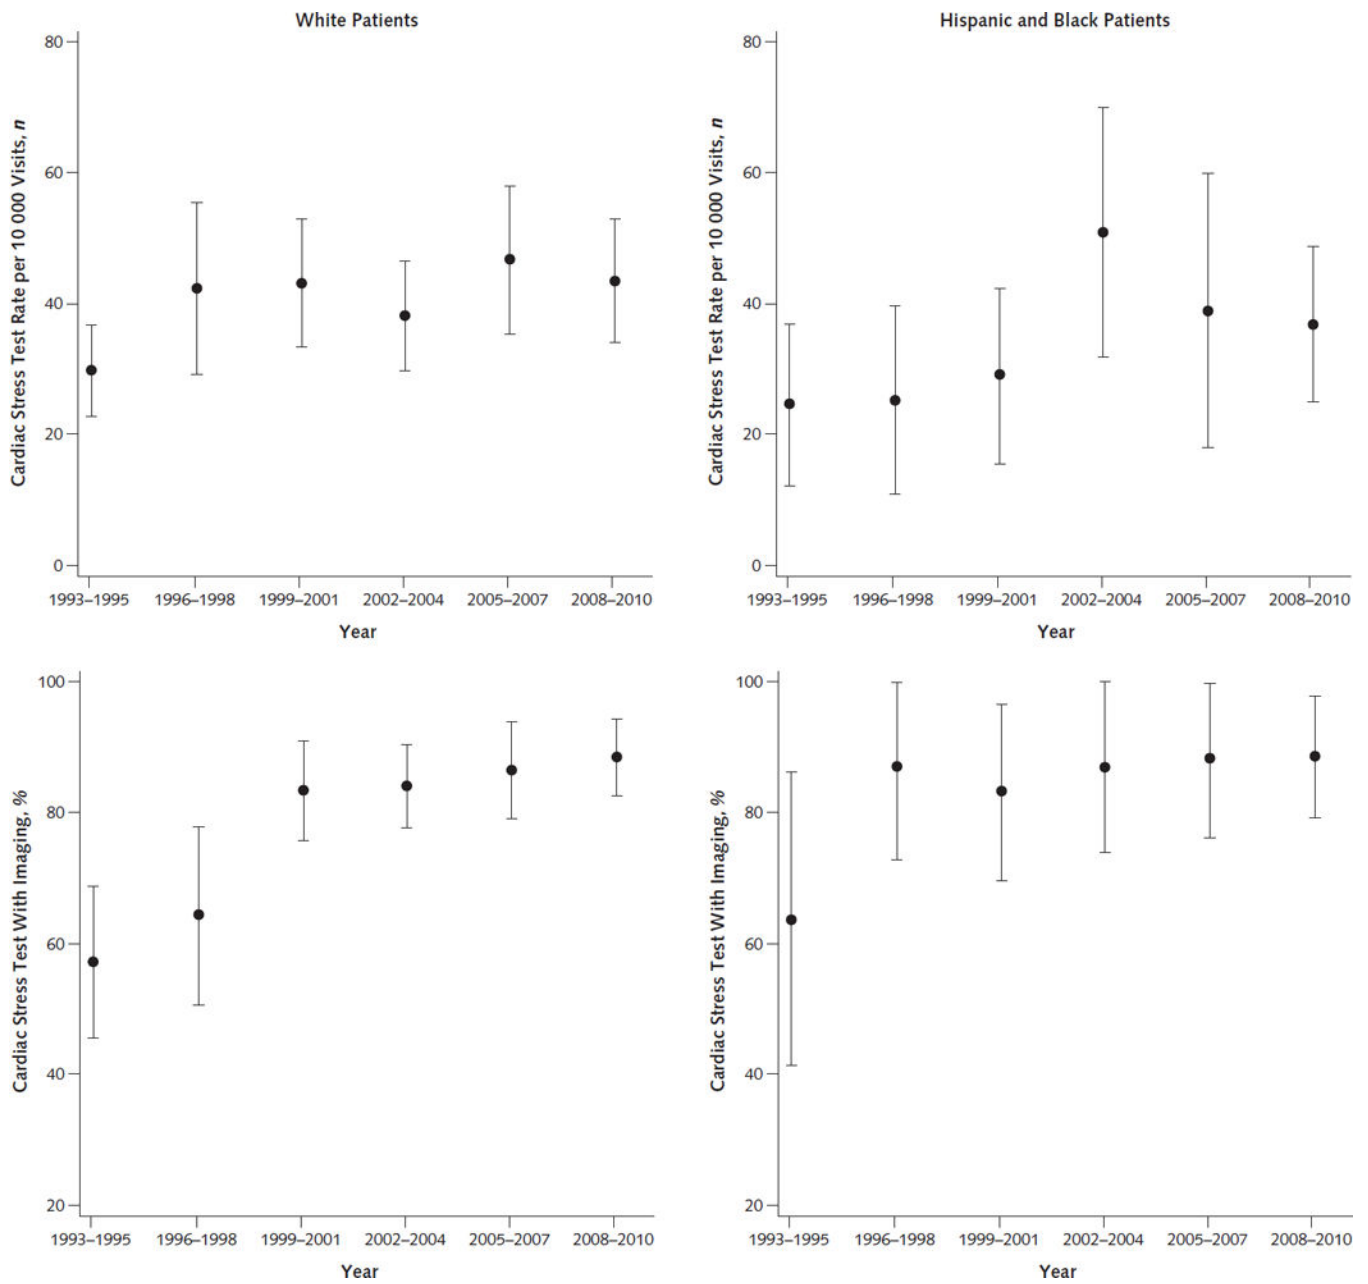 White Patients
80
60
40
20
0
Cardiac Stress Test Rate per 10 000 Visits, n
1993–1995 1996–1998 1999–2001 2002–2004 2005–2007 2008–2010
Year
Hispanic and Black Patients
80
60
40
20
0
Cardiac Stress Test Rate per 10 000 Visits, n
1993–1995 1996–1998 1999–2001 2002–2004 2005–2007 2008–2010
Year
100
80
60
40
20
Cardiac Stress Test With Imaging, %
1993–1995 1996–1998 1999–2001 2002–2004 2005–2007 2008–2010
Year
100
80
60
40
20
Cardiac Stress Test With Imaging, %
1993–1995 1996–1998 1999–2001 2002–2004 2005–2007 2008–2010
Year